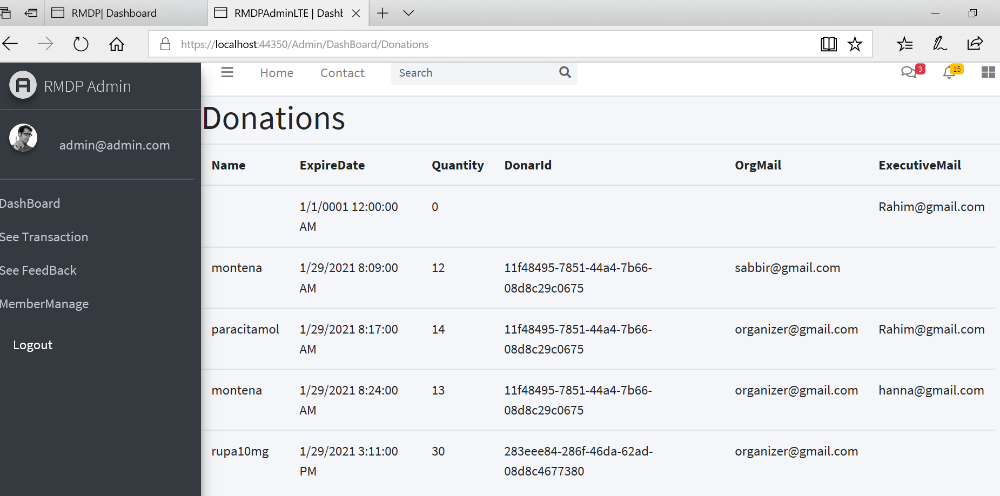 RMDP| Dashboard
RMDPAdminLTE | Dashb
https://localhost:44350/Admin/DashBoard/Donations
RMDP Admin
Home Contact Search 3 15
admin@admin.com
DashBoard
See Transaction
See FeedBack
MemberManage
Logout
Donations
Name ExpireDate Quantity DonarId OrgMail ExecutiveMail
1/1/0001 12:00:00 0 Rahim@gmail.com
AM
montena 1/29/2021 8:09:00 12 11f48495-7851-44a4-7b66- sabbir@gmail.com
AM 08d8c29c0675
paracitamol 1/29/2021 8:17:00 14 11f48495-7851-44a4-7b66- organizer@gmail.com Rahim@gmail.com
AM 08d8c29c0675
montena 1/29/2021 8:24:00 13 11f48495-7851-44a4-7b66- organizer@gmail.com hanna@gmail.com
AM 08d8c29c0675
rupa10mg 1/29/2021 3:11:00 30 283eee84-286f-46da-62ad- organizer@gmail.com
PM 08d8c4677380